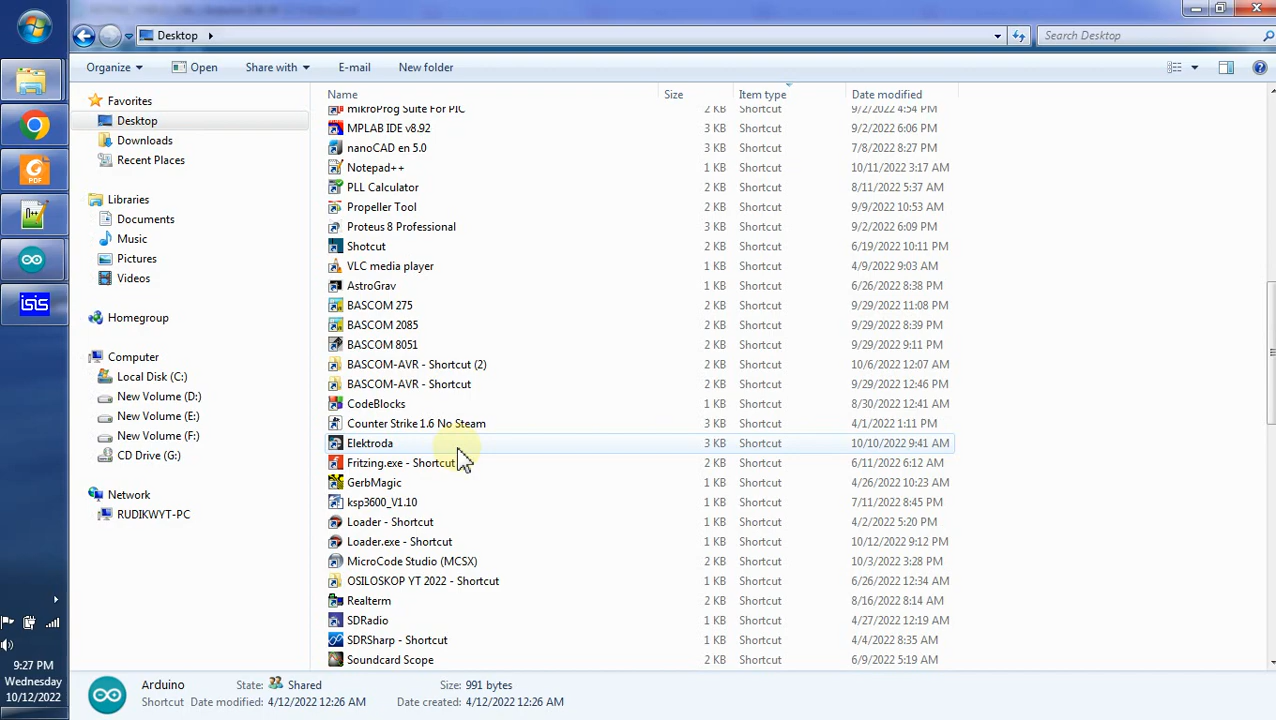 Desktop
Search Desktop
Organize Open Share with E-mail New folder
Favorites
Desktop
Downloads
Recent Places
Libraries
Documents
Music
Pictures
Videos
Homegroup
Computer
Local Disk (C:)
New Volume (D:)
New Volume (E:)
New Volume (F:)
CD Drive (G:)
Network
RUDIKWYT-PC
Name Size Item type Date modified
mikroProg Suite For PIC 2 KB Shortcut 9/2/2022 4:54 PM
MPLAB IDE v8.92 3 KB Shortcut 9/2/2022 6:06 PM
nanoCAD en 5.0 3 KB Shortcut 7/8/2022 8:27 PM
Notepad++ 1 KB Shortcut 10/11/2022 3:17 AM
PLL Calculator 2 KB Shortcut 8/11/2022 5:37 AM
Propeller Tool 2 KB Shortcut 9/9/2022 10:53 AM
Proteus 8 Professional 3 KB Shortcut 9/2/2022 6:09 PM
Shotcut 2 KB Shortcut 6/19/2022 10:11 PM
VLC media player 1 KB Shortcut 4/9/2022 9:03 AM
AstroGrav 1 KB Shortcut 6/26/2022 8:38 PM
BASCOM 275 2 KB Shortcut 9/29/2022 11:08 PM
BASCOM 2085 2 KB Shortcut 9/29/2022 8:39 PM
BASCOM 8051 2 KB Shortcut 9/29/2022 9:11 PM
BASCOM-AVR - Shortcut (2) 2 KB Shortcut 10/6/2022 12:07 AM
BASCOM-AVR - Shortcut 2 KB Shortcut 9/29/2022 12:46 PM
CodeBlocks 1 KB Shortcut 8/30/2022 12:41 AM
Counter Strike 1.6 No Steam 3 KB Shortcut 4/1/2022 1:11 PM
Elektroda 3 KB Shortcut 10/10/2022 9:41 AM
Fritzing.exe - Shortcut 2 KB Shortcut 6/11/2022 6:12 AM
GerbMagic 1 KB Shortcut 4/26/2022 10:23 AM
ksp3600_V1.10 2 KB Shortcut 7/11/2022 8:45 PM
Loader - Shortcut 1 KB Shortcut 4/2/2022 5:20 PM
Loader.exe - Shortcut 1 KB Shortcut 10/12/2022 9:12 PM
MicroCode Studio (MCSX) 1 KB Shortcut 10/3/2022 3:28 PM
OSILOSKOP YT 2022 - Shortcut 1 KB Shortcut 6/26/2022 12:34 AM
Realterm 2 KB Shortcut 8/16/2022 8:14 AM
SDRadio 1 KB Shortcut 4/27/2022 12:19 AM
SDRSharp - Shortcut 1 KB Shortcut 4/4/2022 8:35 AM
Soundcard Scope 1 KB Shortcut 6/9/2022 5:19 AM
PDF
isis
9:27 PM
Wednesday
10/12/2022
Arduino State: Shared Size: 991 bytes
Shortcut Date modified: 4/12/2022 12:26 AM Date created: 4/12/2022 12:26 AM